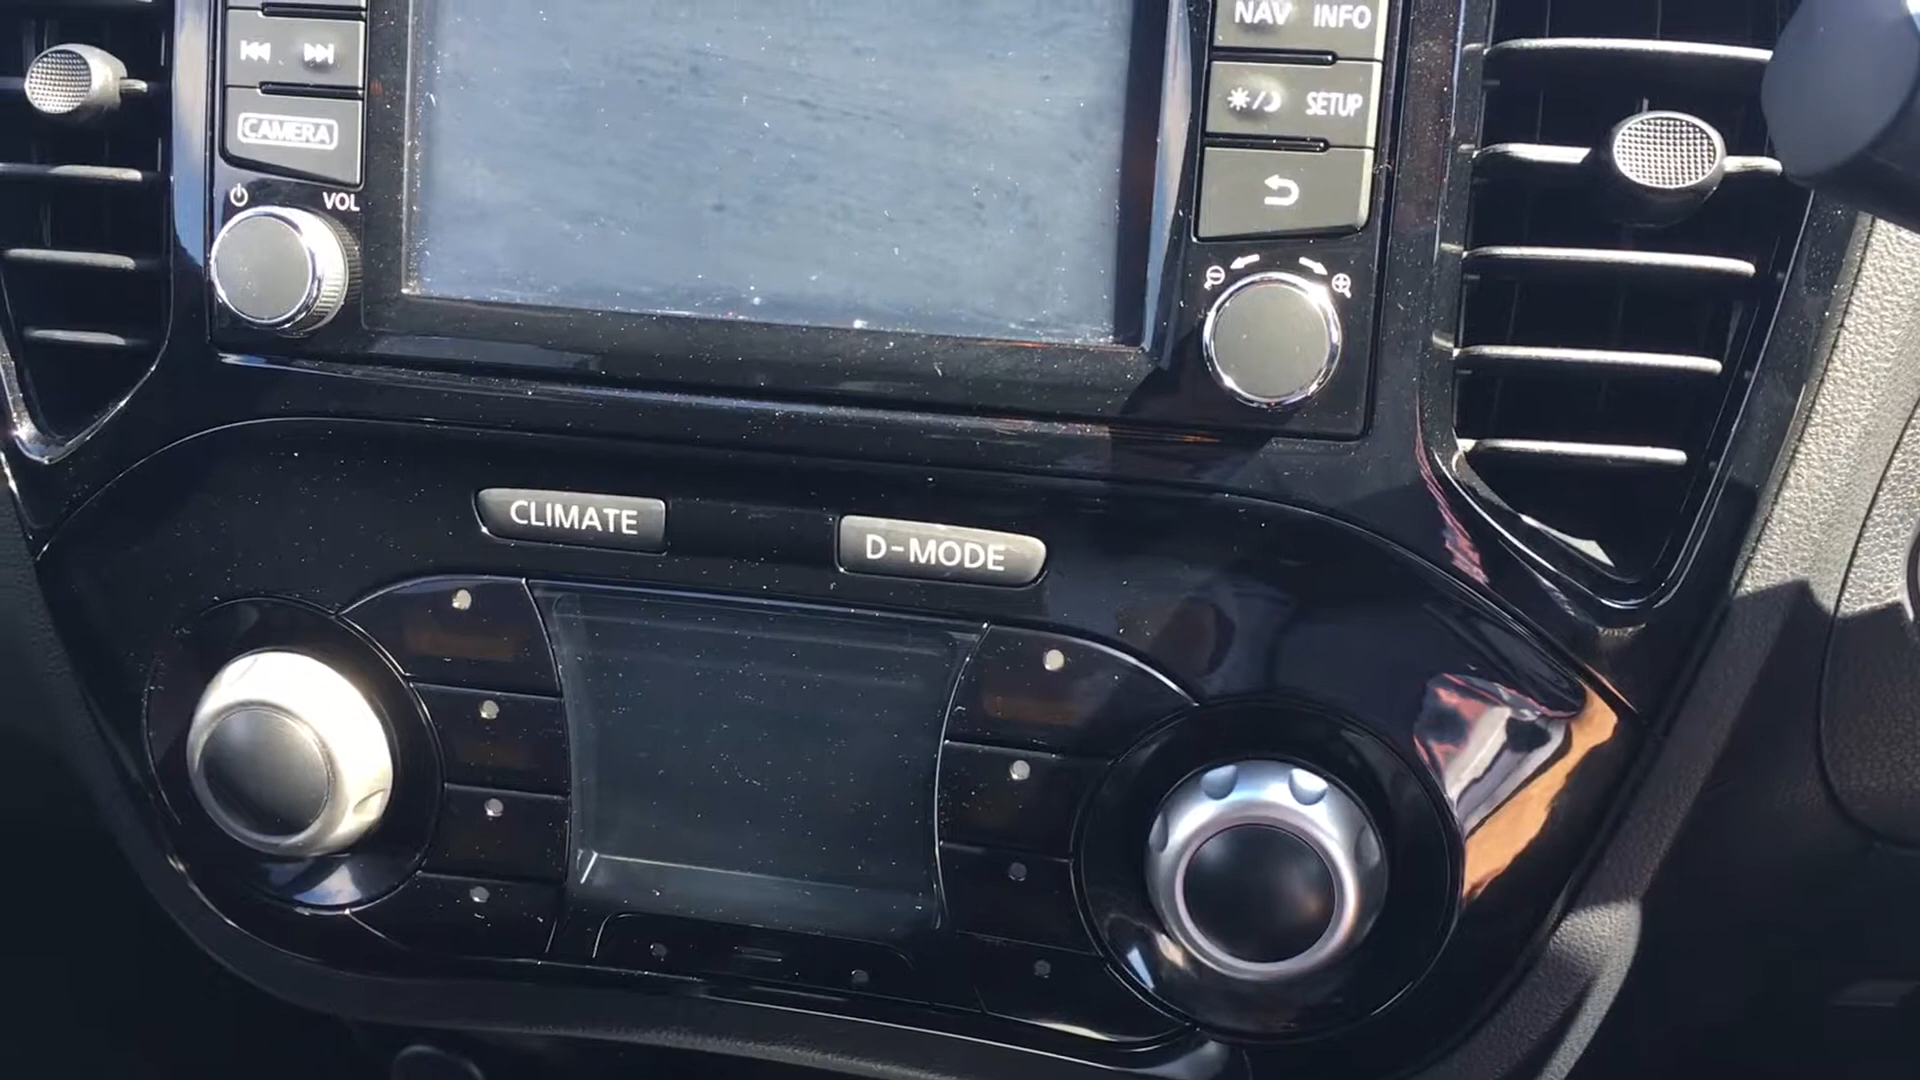 NAV INFO
CAMERA
SETUP
VOL
CLIMATE
D-MODE